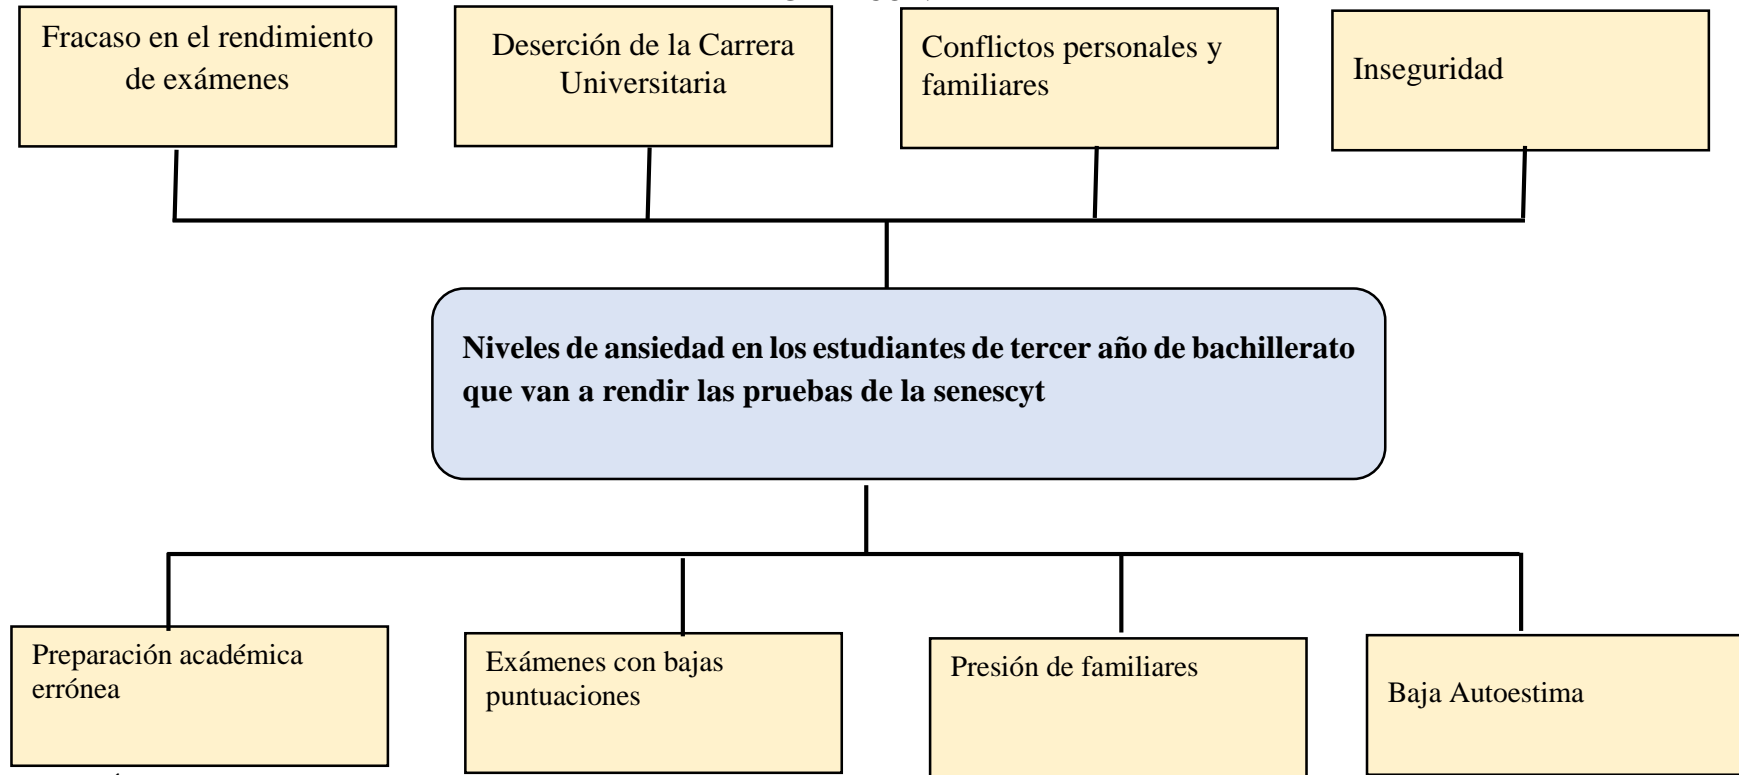 Fracaso en el rendimiento
de exámenes
Deserción de la Carrera
Universitaria
Conflictos personales y
familiares
Inseguridad
Niveles de ansiedad en los estudiantes de tercer año de bachillerato
que van a rendir las pruebas de la senescyt
Preparación académica
errónea
Exámenes con bajas
puntuaciones
Presión de familiares
Baja Autoestima